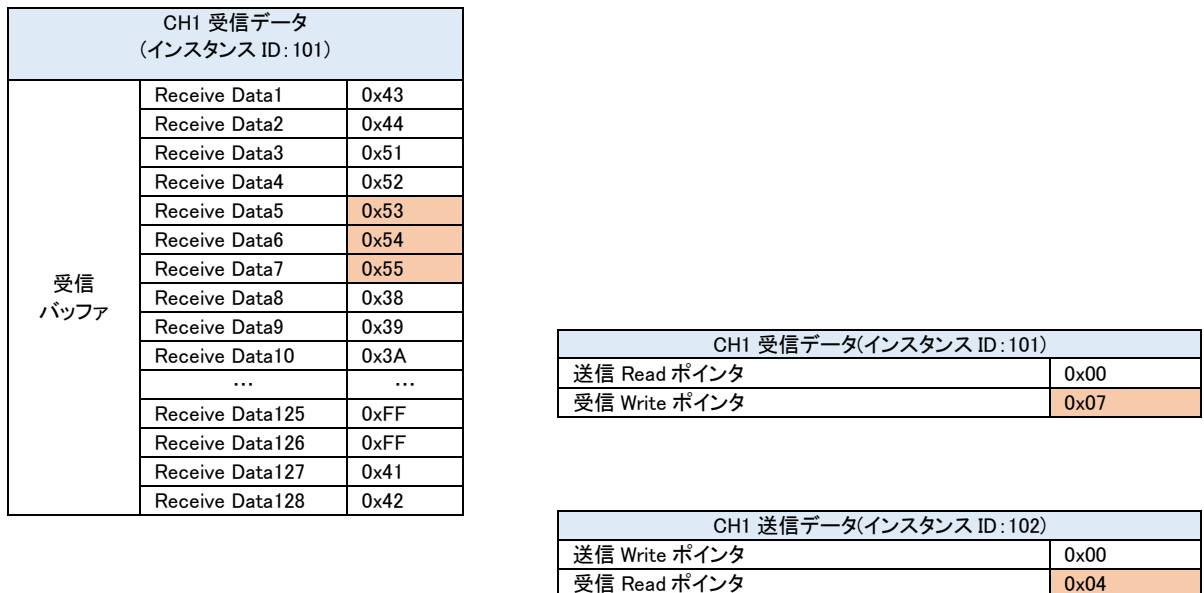 CH1 受信データ
(インスタンス ID:101)
受信
バッファ
Receive Data1 0x43
Receive Data2 0x44
Receive Data3 0x51
Receive Data4 0x52
Receive Data5 0x53
Receive Data6 0x54
Receive Data7 0x55
Receive Data8 0x38
Receive Data9 0x39
Receive Data10 0x3A
… …
Receive Data125 0xFF
Receive Data126 0xFF
Receive Data127 0x41
Receive Data128 0x42
CH1 受信データ(インスタンス ID:101)
送信 Read ポインタ 0x00
受信 Write ポインタ 0x07
CH1 送信データ(インスタンス ID:102)
送信 Write ポインタ 0x00
受信 Read ポインタ 0x04